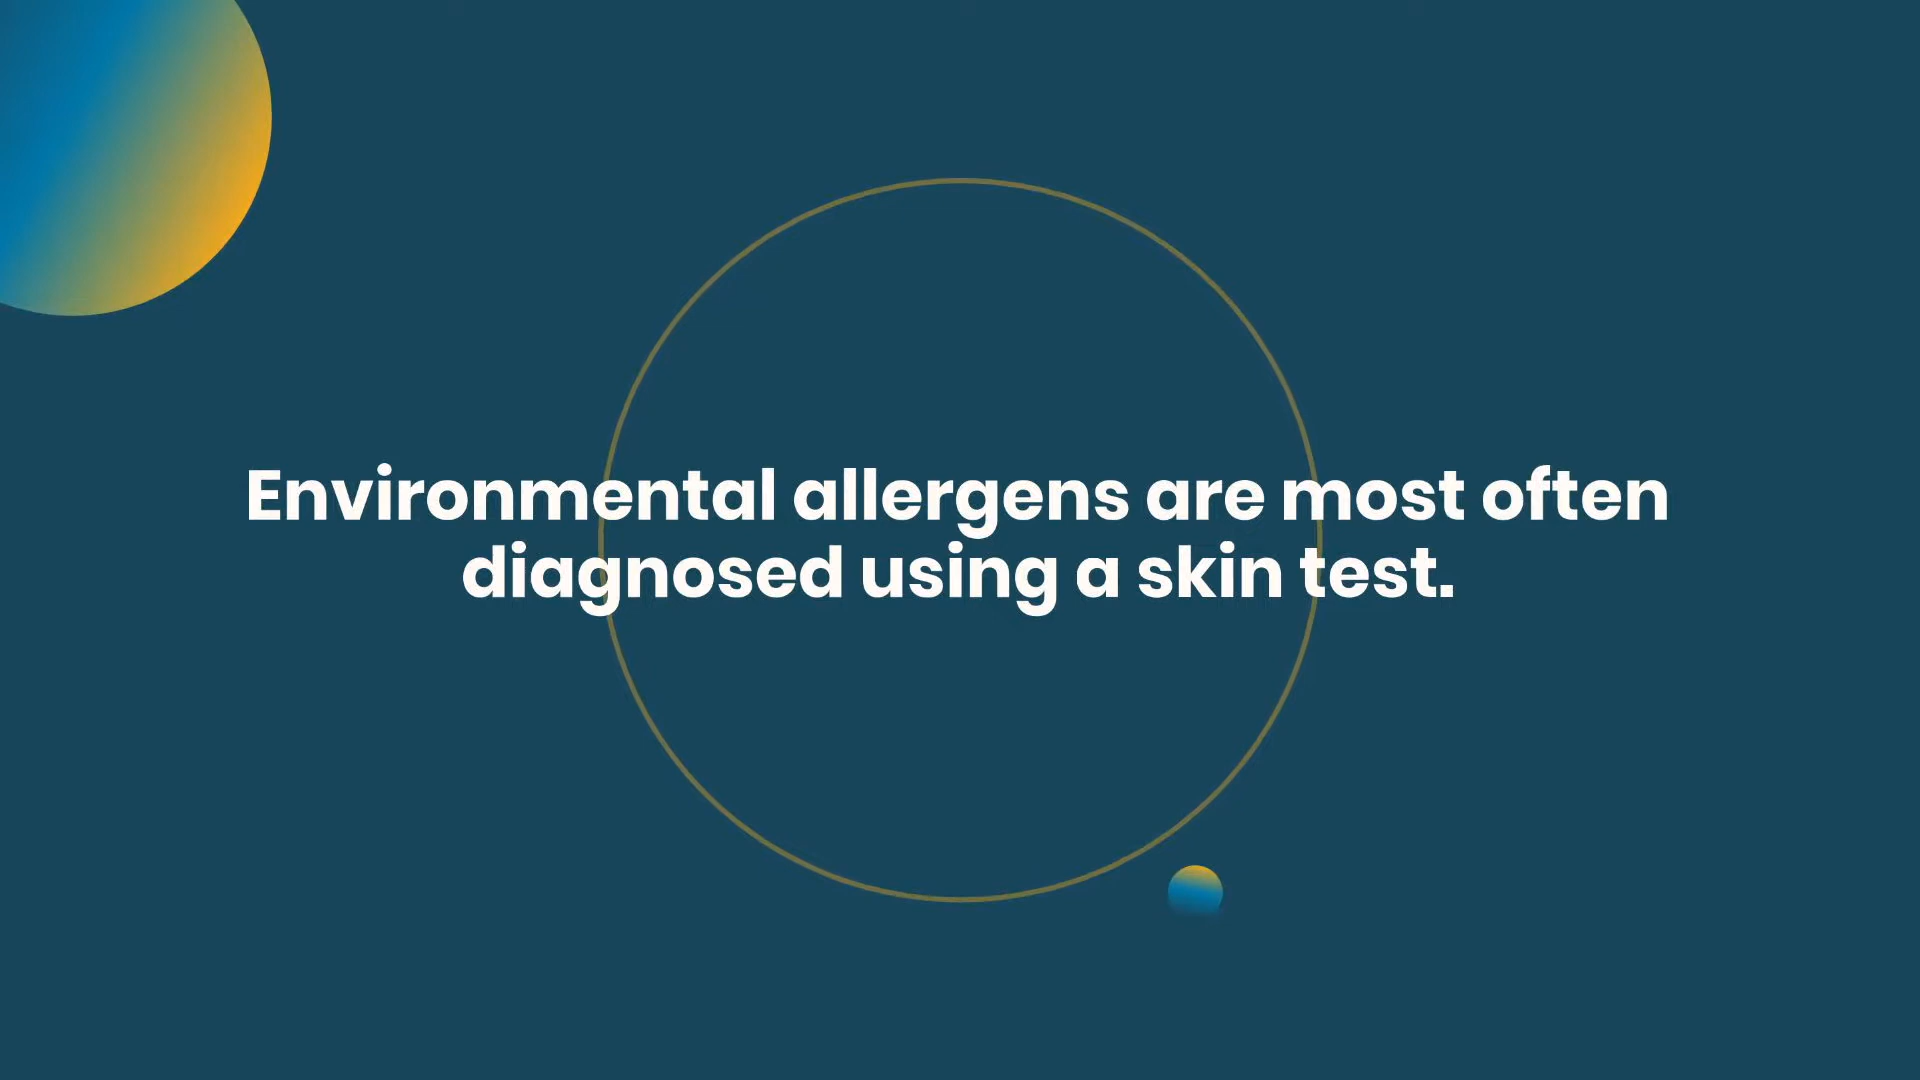 Environmental allergens are most often
diagnosed using a skin test.